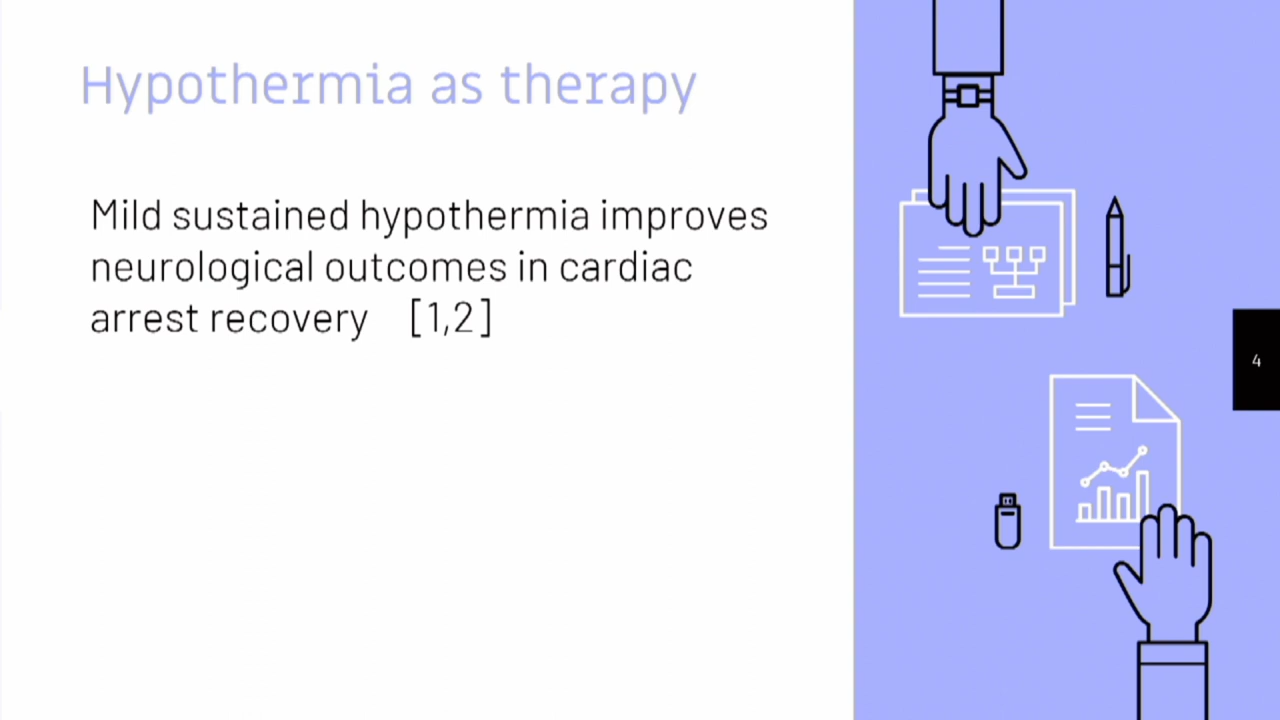 Hypothermia as therapy
Mild sustained hypothermia improves
neurological outcomes in cardiac
arrest recovery [1,2]
4